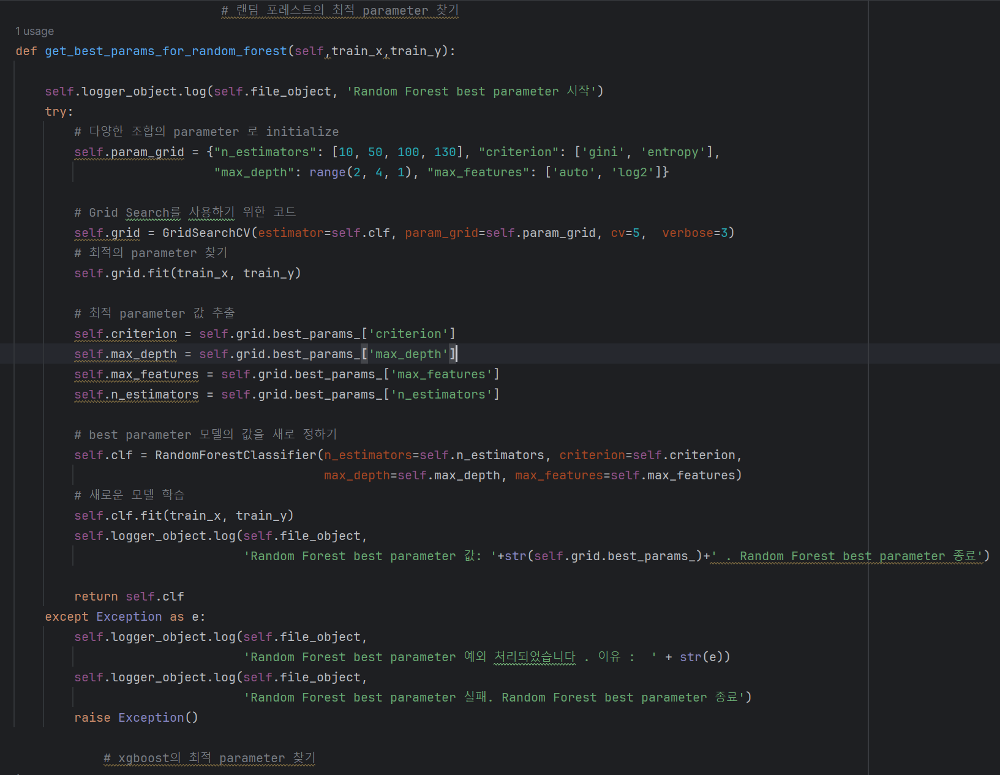 # 랜덤 포레스트의 최적 parameter 찾기
1 usage
def get_best_params_for_random_forest(self,train_x,train_y):
self.logger_object.log(self.file_object, 'Random Forest best parameter 시작')
try:
# 다양한 조합의 parameter 로 initialize
self.param_grid = {"n_estimators": [10, 50, 100, 130], "criterion": ['gini', 'entropy'],
"max_depth": range(2, 4, 1), "max_features": ['auto', 'log2']}
# Grid Search를 사용하기 위한 코드
self.grid = GridSearchCV(estimator=self.clf, param_grid=self.param_grid, cv=5,  verbose=3)
# 최적의 parameter 찾기
self.grid.fit(train_x, train_y)
# 최적 parameter 값 추출
self.criterion = self.grid.best_params_['criterion']
self.max_depth = self.grid.best_params_['max_depth']
self.max_features = self.grid.best_params_['max_features']
self.n_estimators = self.grid.best_params_['n_estimators']
# best parameter 모델의 값을 새로 정하기
self.clf = RandomForestClassifier(n_estimators=self.n_estimators, criterion=self.criterion,
max_depth=self.max_depth, max_features=self.max_features)
# 새로운 모델 학습
self.clf.fit(train_x, train_y)
self.logger_object.log(self.file_object,
'Random Forest best parameter 값: '+str(self.grid.best_params_)+' . Random Forest best parameter 종료')
return self.clf
except Exception as e:
self.logger_object.log(self.file_object,
'Random Forest best parameter 예외 처리되었습니다 . 이유 :  ' + str(e))
self.logger_object.log(self.file_object,
'Random Forest best parameter 실패. Random Forest best parameter 종료')
raise Exception()
# xgboost의 최적 parameter 찾기